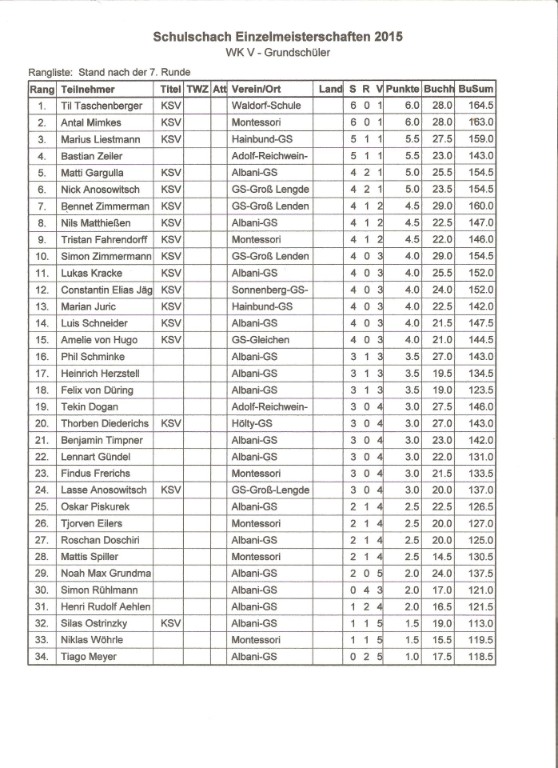 Schulschach Einzelmeisterschaften 2015
WK V - Grundschüler
Rangliste: Stand nach der 7. Runde
Rang Teilnehmer Titel TWZ Att Verein/Ort Land S R V Punkte Buchh BuSum
1. Til Taschenberger KSV Waldorf-Schule 6 0 1 6.0 28.0 164.5
2. Antal Mimkes KSV Montessori 6 0 1 6.0 28.0 163.0
3. Marius Liestmann KSV Hainbund-GS 5 1 1 5.5 27.5 159.0
4. Bastian Zeiler Adolf-Reichwein- 5 1 1 5.5 23.0 143.0
5. Matti Gargulla KSV Albani-GS 4 2 1 5.0 25.5 154.5
6. Nick Anosowitsch KSV GS-Groß Lengde 4 2 1 5.0 23.5 154.5
7. Bennet Zimmerman KSV GS-Groß Lenden 4 1 2 4.5 29.0 160.0
8. Nils Matthießen KSV Albani-GS 4 1 2 4.5 22.5 147.0
9. Tristan Fahrendorff KSV Montessori 4 1 2 4.5 22.0 146.0
10. Simon Zimmermann KSV GS-Groß Lenden 4 0 3 4.0 29.0 154.5
11. Lukas Kracke KSV Albani-GS 4 0 3 4.0 25.5 152.0
12. Constantin Elias Jäg KSV Sonnenberg-GS- 4 0 3 4.0 24.0 152.0
13. Marian Juric KSV Hainbund-GS 4 0 3 4.0 22.5 142.0
14. Luis Schneider KSV Albani-GS 4 0 3 4.0 21.5 147.5
15. Amelie von Hugo KSV GS-Gleichen 4 0 3 4.0 21.0 144.5
16. Phil Schminke Albani-GS 3 1 3 3.5 27.0 143.0
17. Heinrich Herzstell Albani-GS 3 1 3 3.5 19.5 134.5
18. Felix von Düring Albani-GS 3 1 3 3.5 19.0 123.5
19. Tekin Dogan Adolf-Reichwein- 3 0 4 3.0 27.5 146.0
20. Thorben Diederichs KSV Hölty-GS 3 0 4 3.0 27.0 143.0
21. Benjamin Timpner Albani-GS 3 0 4 3.0 23.0 142.0
22. Lennart Gündel Albani-GS 3 0 4 3.0 22.0 131.0
23. Findus Frerichs Montessori 3 0 4 3.0 21.5 133.5
24. Lasse Anosowitsch KSV GS-Groß-Lengde 3 0 4 3.0 20.0 137.0
25. Oskar Piskurek Albani-GS 2 1 4 2.5 22.5 126.5
26. Tjorven Eilers Montessori 2 1 4 2.5 20.0 127.0
27. Roschan Doschiri Albani-GS 2 1 4 2.5 20.0 125.0
28. Mattis Spiller Montessori 2 1 4 2.5 14.5 130.5
29. Noah Max Grundma Albani-GS 2 0 5 2.0 24.0 137.5
30. Simon Rühlmann Albani-GS 0 4 3 2.0 17.0 121.0
31. Henri Rudolf Aehlen Albani-GS 1 2 4 2.0 16.5 121.5
32. Silas Ostrinzky KSV Albani-GS 1 1 5 1.5 19.0 113.0
33. Niklas Wöhrle Montessori 1 1 5 1.5 15.5 119.5
34. Tiago Meyer Albani-GS 0 2 5 1.0 17.5 118.5